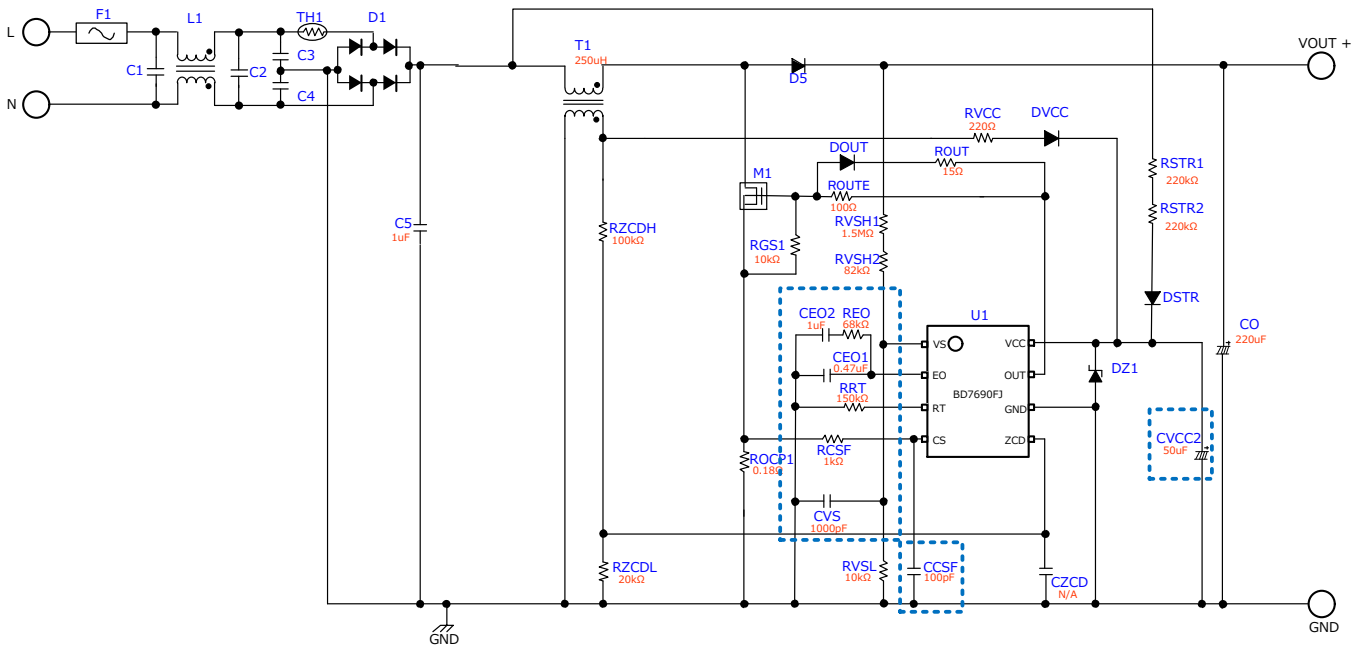 F1
L1
TH1
D1
L
C1
C2
C3
C4
N
T1
250uH
D5
VOUT +
RVCC
220Ω
DVCC
DOUT
ROUT
15Ω
M1
ROUTE
100Ω
RSTR1
220kΩ
RSTR2
220kΩ
C5
1uF
RZCDH
100kΩ
RGS1
10kΩ
RVSH1
1.5MΩ
RVSH2
82kΩ
DSTR
CEO2
1uF
REO
68kΩ
U1
CO
220uF
VS
VCC
CEO1
0.47uF
EO
OUT
DZ1
RRT
150kΩ
BD7690FJ
RT
GND
CS
ZCD
CVCC2
50uF
RCSF
1kΩ
ROCP1
0.18Ω
CVS
1000pF
RZCDL
20kΩ
RVSL
10kΩ
CCSF
100pF
CZCD
N/A
GND
GND